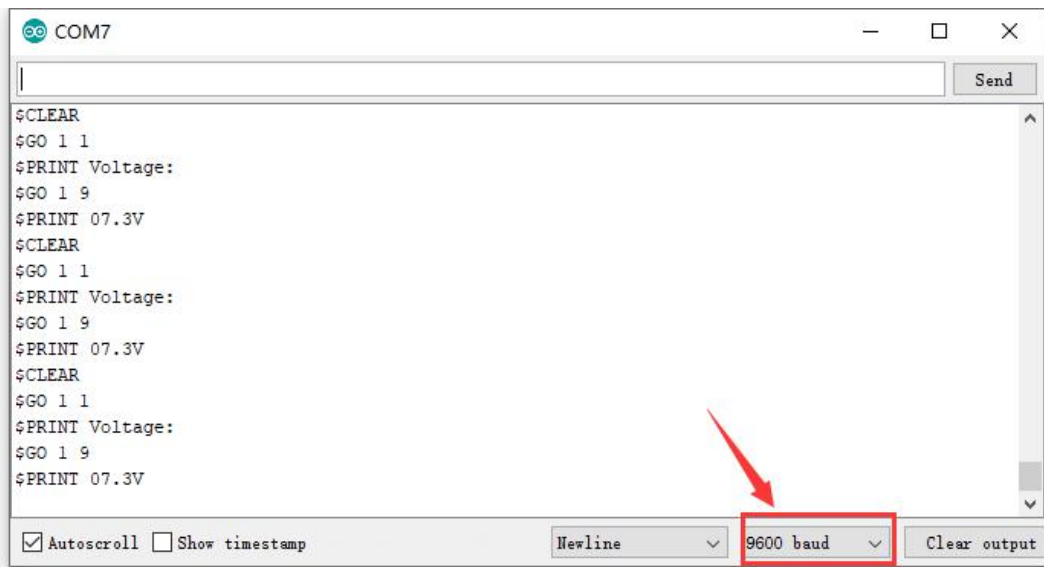 COM7
Send
$CLEAR
$GO 1 1
$PRINT Voltage:
$GO 1 9
$PRINT 07.3V
$CLEAR
$GO 1 1
$PRINT Voltage:
$GO 1 9
$PRINT 07.3V
$CLEAR
$GO 1 1
$PRINT Voltage:
$GO 1 9
$PRINT 07.3V
Autoscroll Show timestamp Newline 9600 baud Clear output